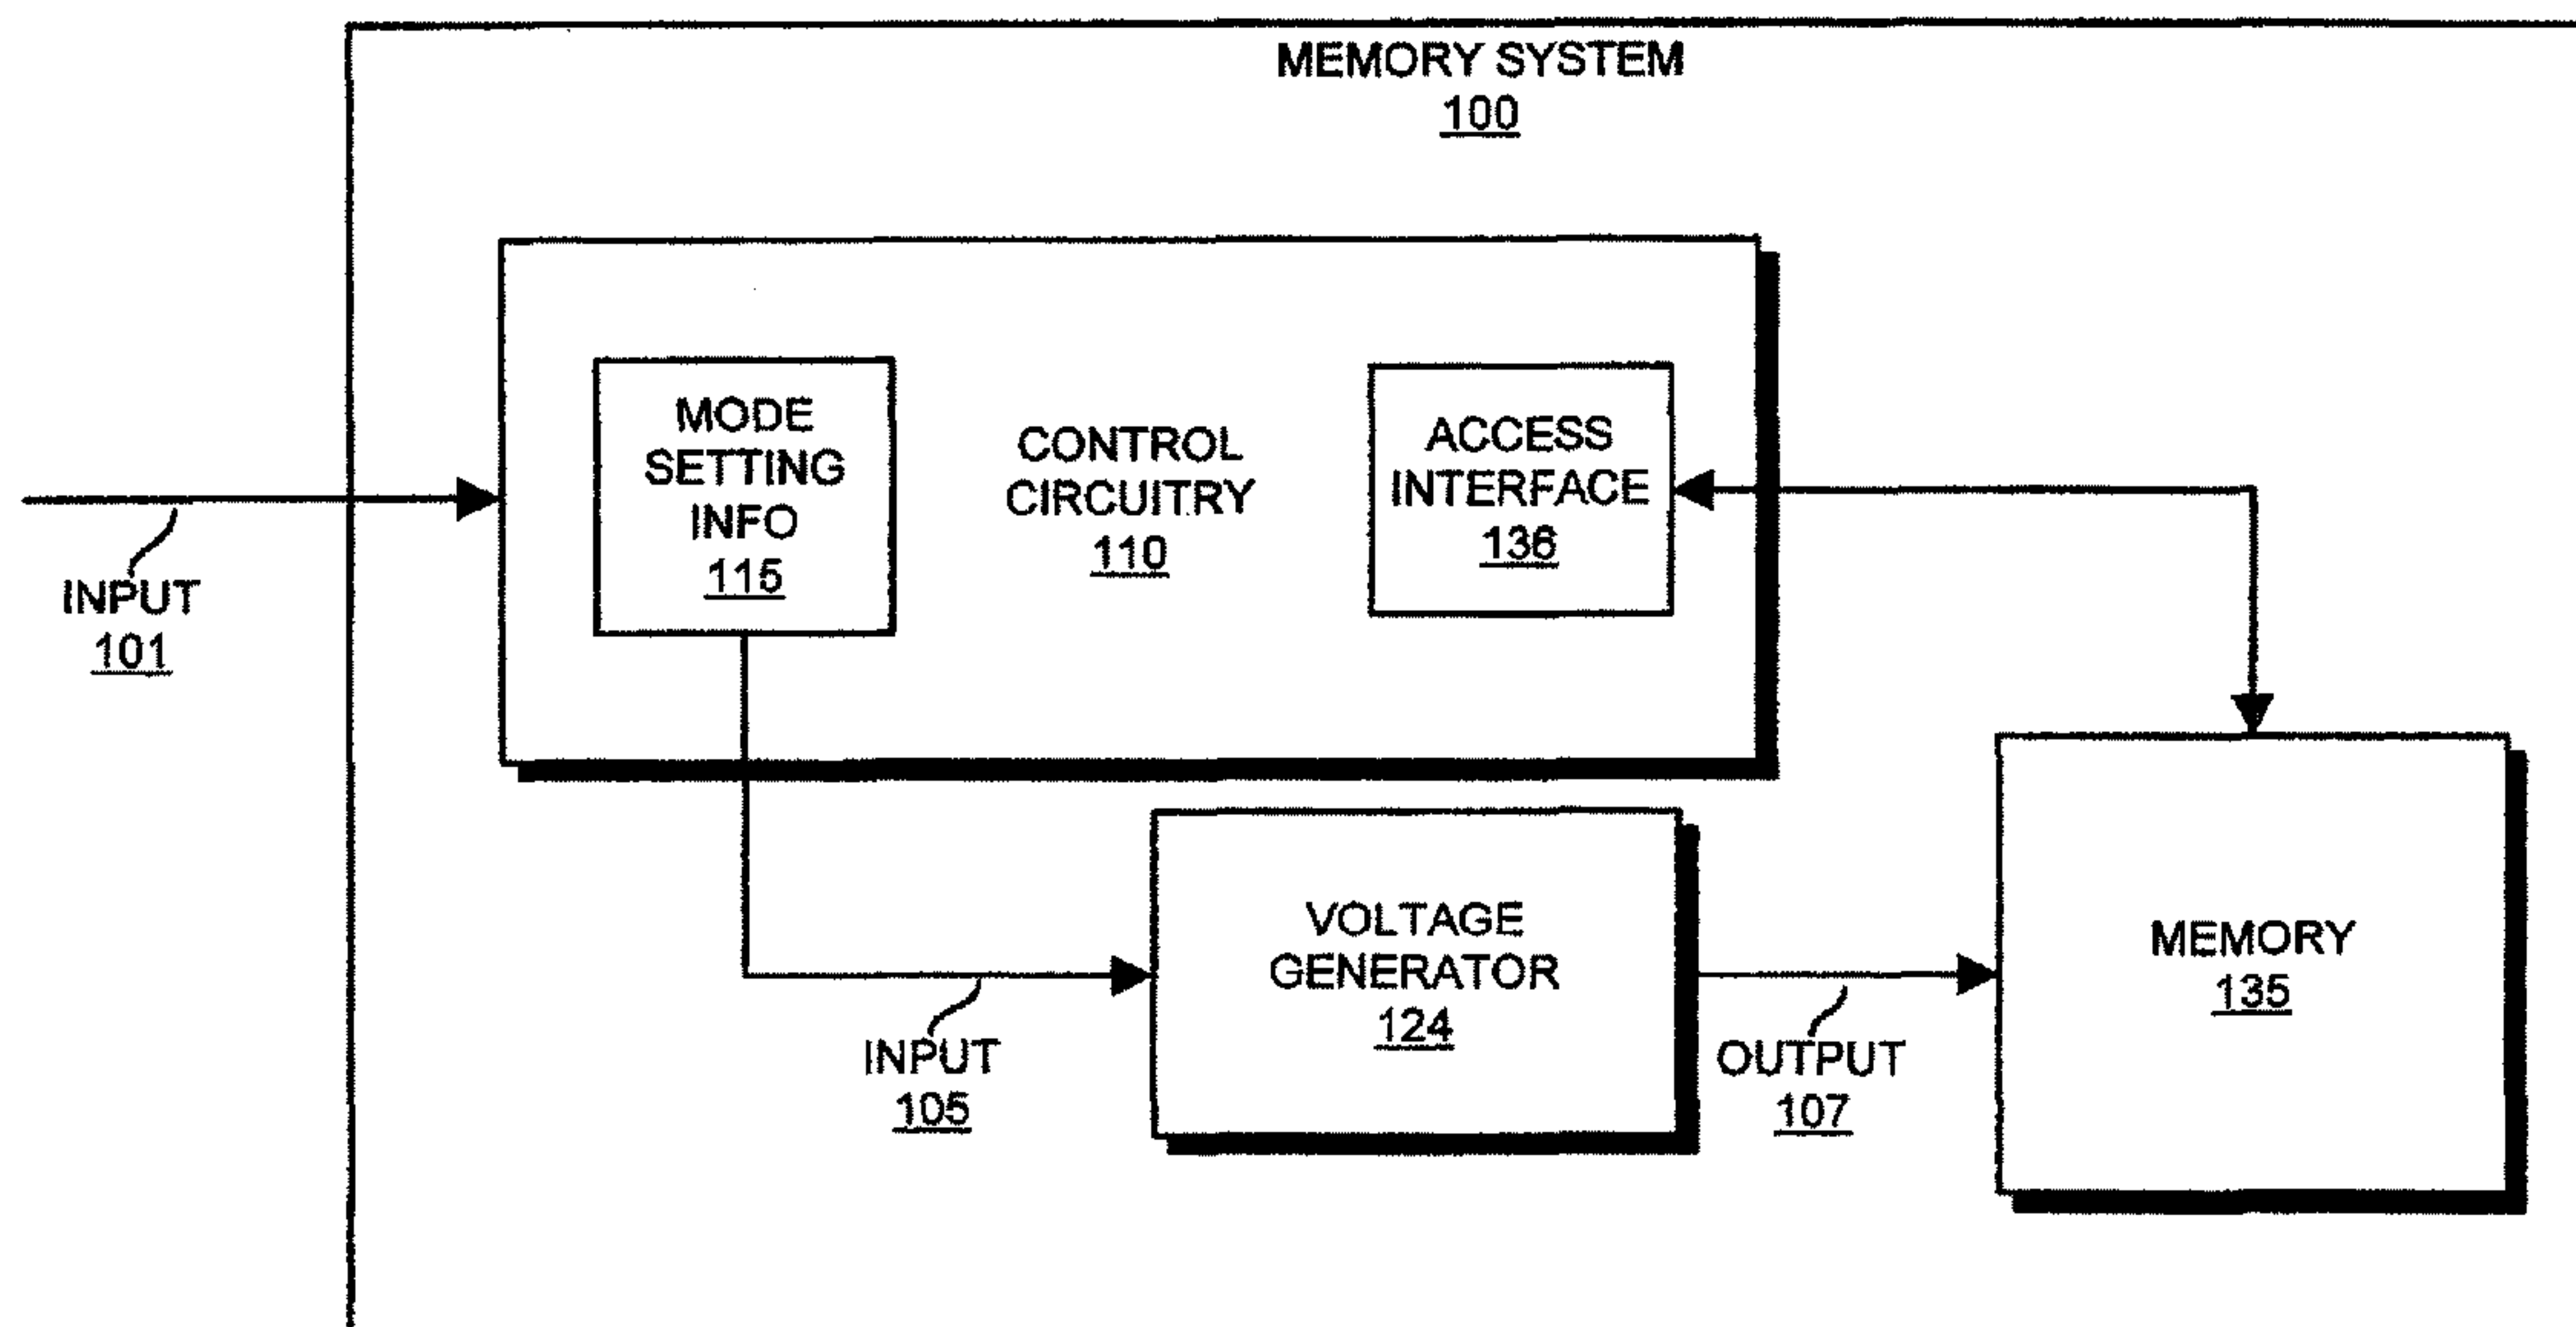 MEMORY SYSTEM
100
MODE
SETTING
INFO
115
CONTROL
CIRCUITRY
110
ACCESS
INTERFACE
136
INPUT
101
VOLTAGE
GENERATOR
124
MEMORY
135
INPUT
105
OUTPUT
107